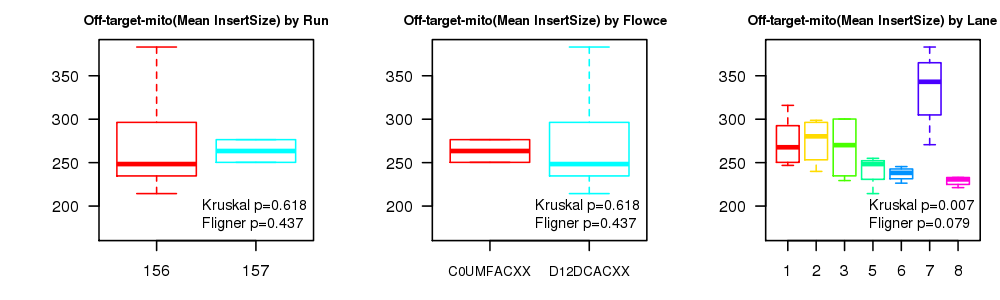 Off-target-mito(Mean InsertSize) by Run
350
300
250
200
Kruskal p=0.618
Fligner p=0.437
156 157
Off-target-mito(Mean InsertSize) by Flowce
350
300
250
200
Kruskal p=0.618
Fligner p=0.437
C0UMFACXX D12DCACXX
Off-target-mito(Mean InsertSize) by Lane
350
300
250
200
Kruskal p=0.007
Fligner p=0.079
1 2 3 5 6 7 8